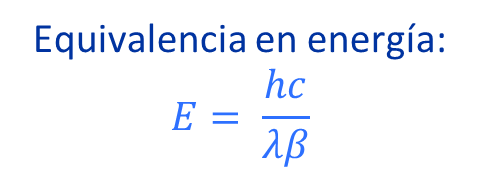 Equivalencia en energía:
E = hc / λβ